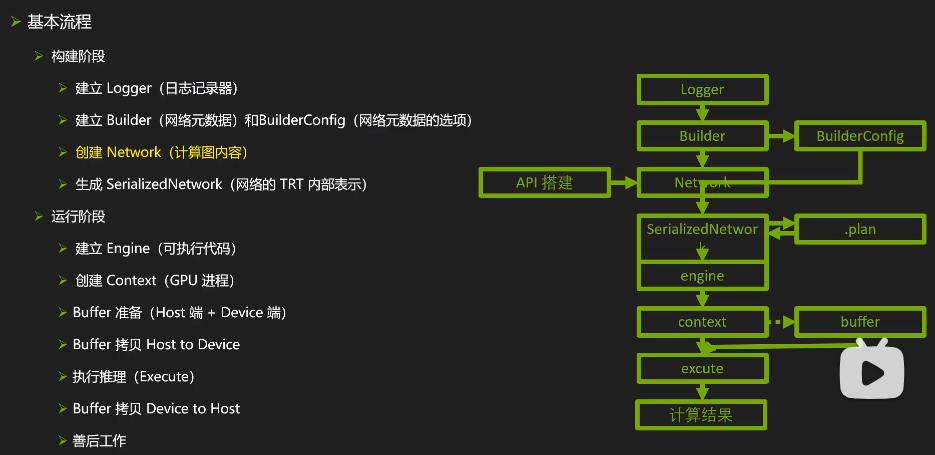 基本流程
构建阶段
建立 Logger（日志记录器）
建立 Builder（网络元数据）和BuilderConfig（网络元数据的选项）
创建 Network（计算图内容）
生成 SerializedNetwork（网络的 TRT 内部表示）
运行阶段
建立 Engine（可执行代码）
创建 Context（GPU 进程）
Buffer 准备（Host 端 + Device 端）
Buffer 拷贝 Host to Device
执行推理（Execute）
Buffer 拷贝 Device to Host
善后工作
Logger
Builder
BuilderConfig
API 搭建
Network
SerializedNetwor
k
.plan
engine
context
buffer
excute
计算结果